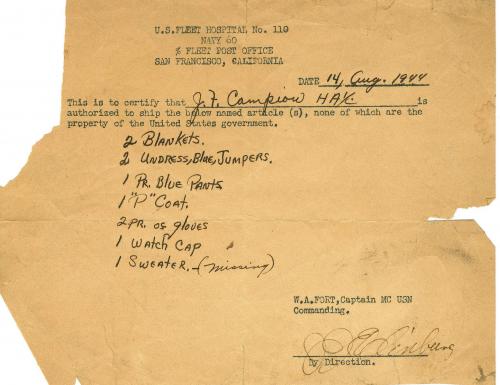 U.S.FLEET HOSPITAL No. 110
NAVY 60
% FLEET POST OFFICE
SAN FRANCISCO, CALIFORNIA
DATE 14, Aug. 1944
This is to certify that J. F. Campion HA1/c is
authorized to ship the below named article (s), none of which are the
property of the United States government.
2 Blankets.
2 Undress, Blue, Jumpers.
1 Pr. Blue Pants
1 "P" Coat.
2 pr. of gloves
1 Watch Cap
1 Sweater. - (missing)
W.A.FORT, Captain MC USN
Commanding.
By Direction.